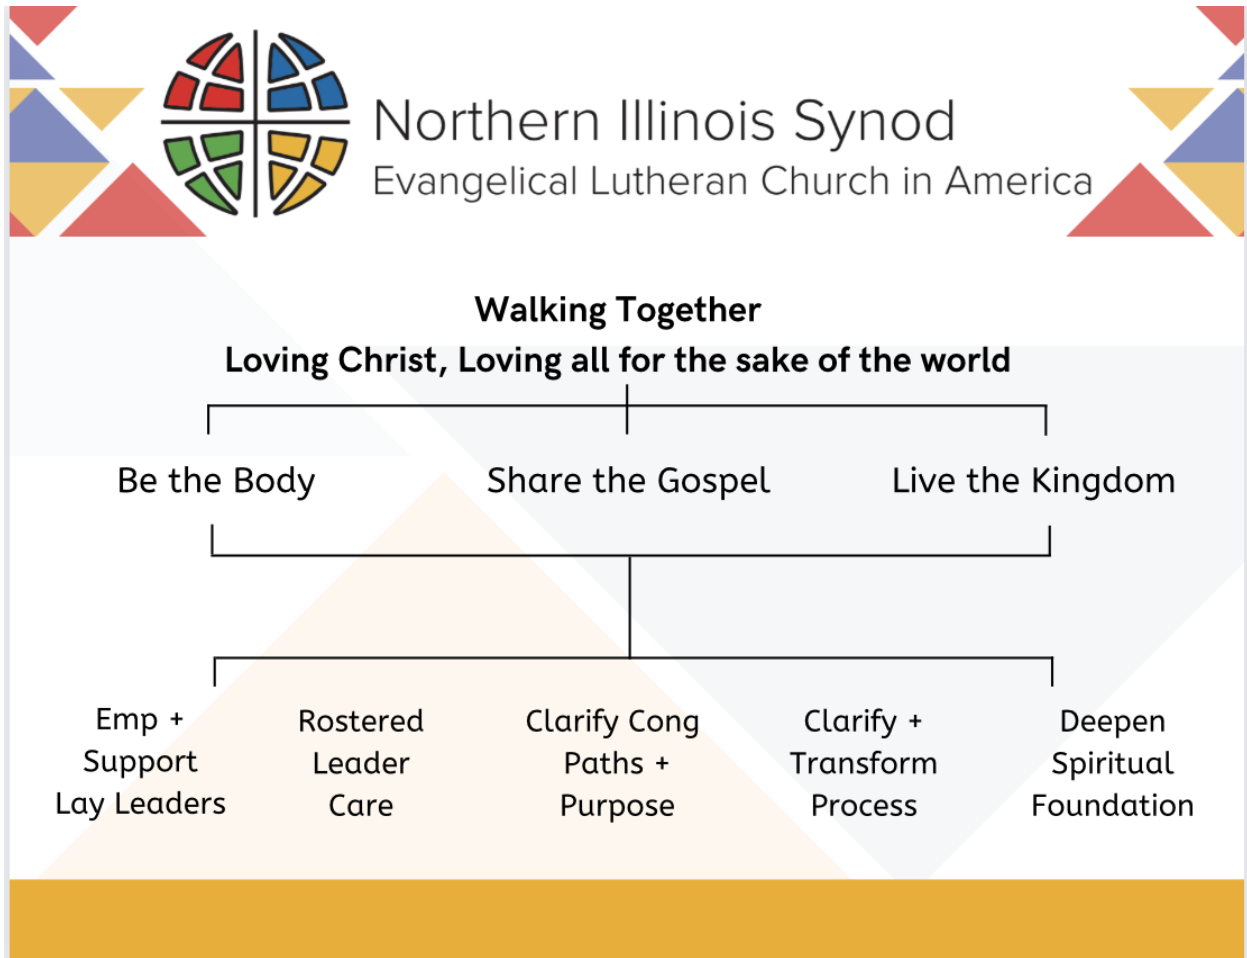 Northern Illinois Synod
Evangelical Lutheran Church in America
Walking Together
Loving Christ, Loving all for the sake of the world
Be the Body
Share the Gospel
Live the Kingdom
Emp +
Support
Lay Leaders
Rostered
Leader
Care
Clarify Cong
Paths +
Purpose
Clarify +
Transform
Process
Deepen
Spiritual
Foundation